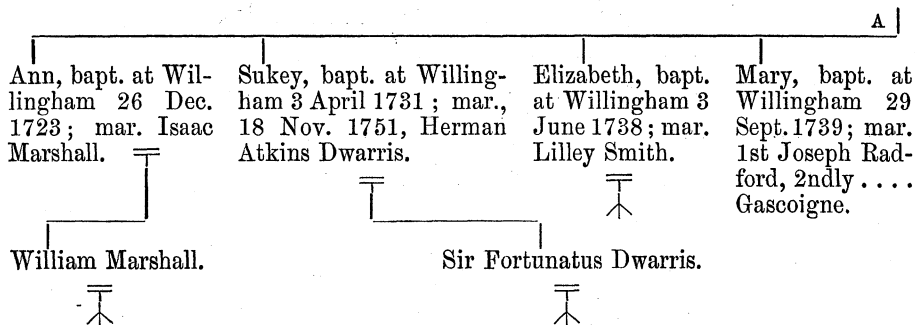 A
Ann, bapt. at Wil-
lingham 26 Dec.
1723; mar. Isaac
Marshall.
Sukey, bapt. at Willing-
ham 3 April 1731; mar.,
18 Nov. 1751, Herman
Atkins Dwarris.
Elizabeth, bapt.
at Willingham 3
June 1738; mar.
Lilley Smith.
Mary, bapt. at
Willingham 29
Sept. 1739; mar.
1st Joseph Rad-
ford, 2ndly . . . .
Gascoigne.
William Marshall.
Sir Fortunatus Dwarris.